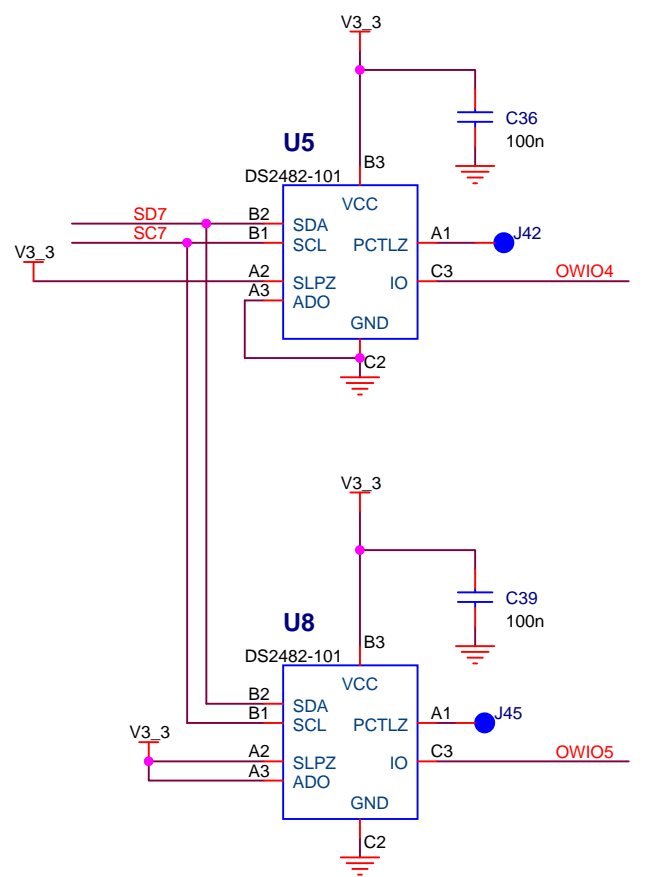 V3_3
C36
100n
U5
B3
DS2482-101
VCC
SD7
B2
SDA
A1
J42
SC7
B1
SCL
PCTLZ
V3_3
A2
SLPZ
C3
IO
OWIO4
A3
ADO
GND
C2
V3_3
C39
100n
U8
B3
DS2482-101
VCC
B2
SDA
A1
J45
B1
SCL
PCTLZ
V3_3
A2
SLPZ
C3
IO
OWIO5
A3
ADO
GND
C2